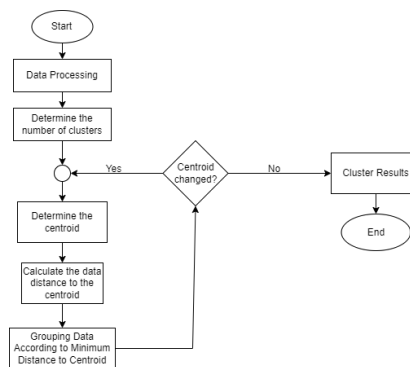 Start
Data Processing
Determine the
number of clusters
Yes
Centroid
changed?
No
Cluster Results
Determine the
centroid
End
Calculate the data
distance to the
centroid
Grouping Data
According to Minimum
Distance to Centroid